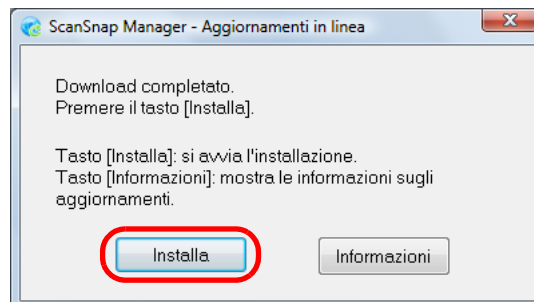 ScanSnap Manager - Aggiornamenti in linea
Download completato.
Premere il tasto [Installa].
Tasto [Installa]: si avvia l'installazione.
Tasto [Informazioni]: mostra le informazioni sugli
aggiornamenti.
Installa
Informazioni